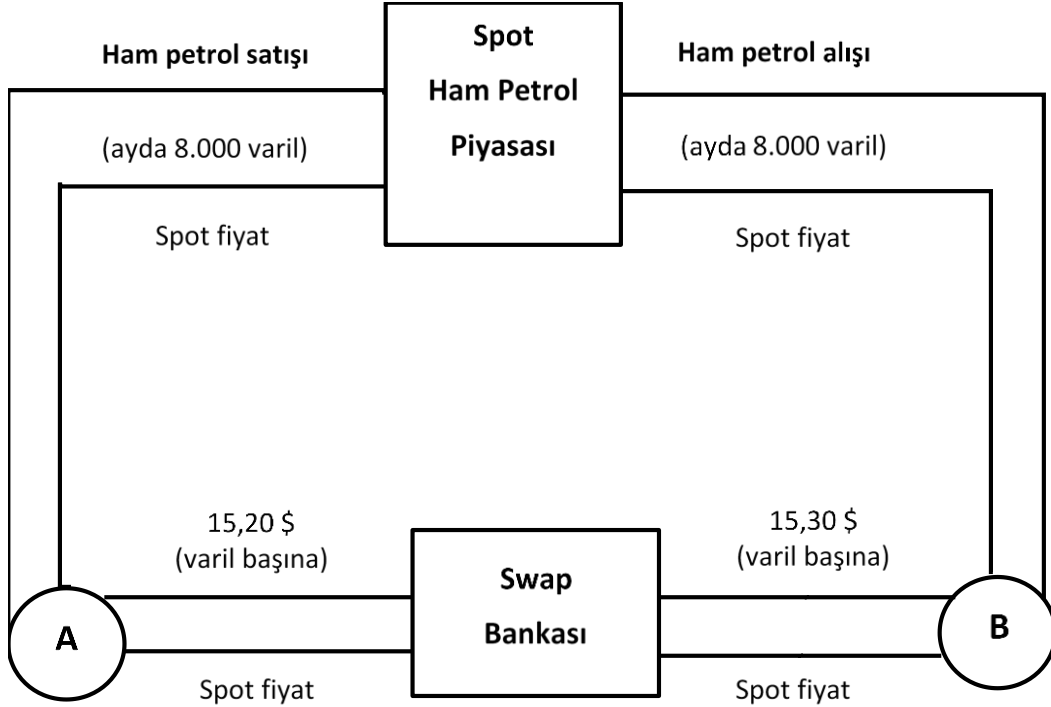 Spot
Ham Petrol
Piyasası
Ham petrol satışı
Ham petrol alışı
(ayda 8.000 varil)
(ayda 8.000 varil)
Spot fiyat
Spot fiyat
15,20 $
(varil başına)
15,30 $
(varil başına)
Swap
Bankası
A
B
Spot fiyat
Spot fiyat